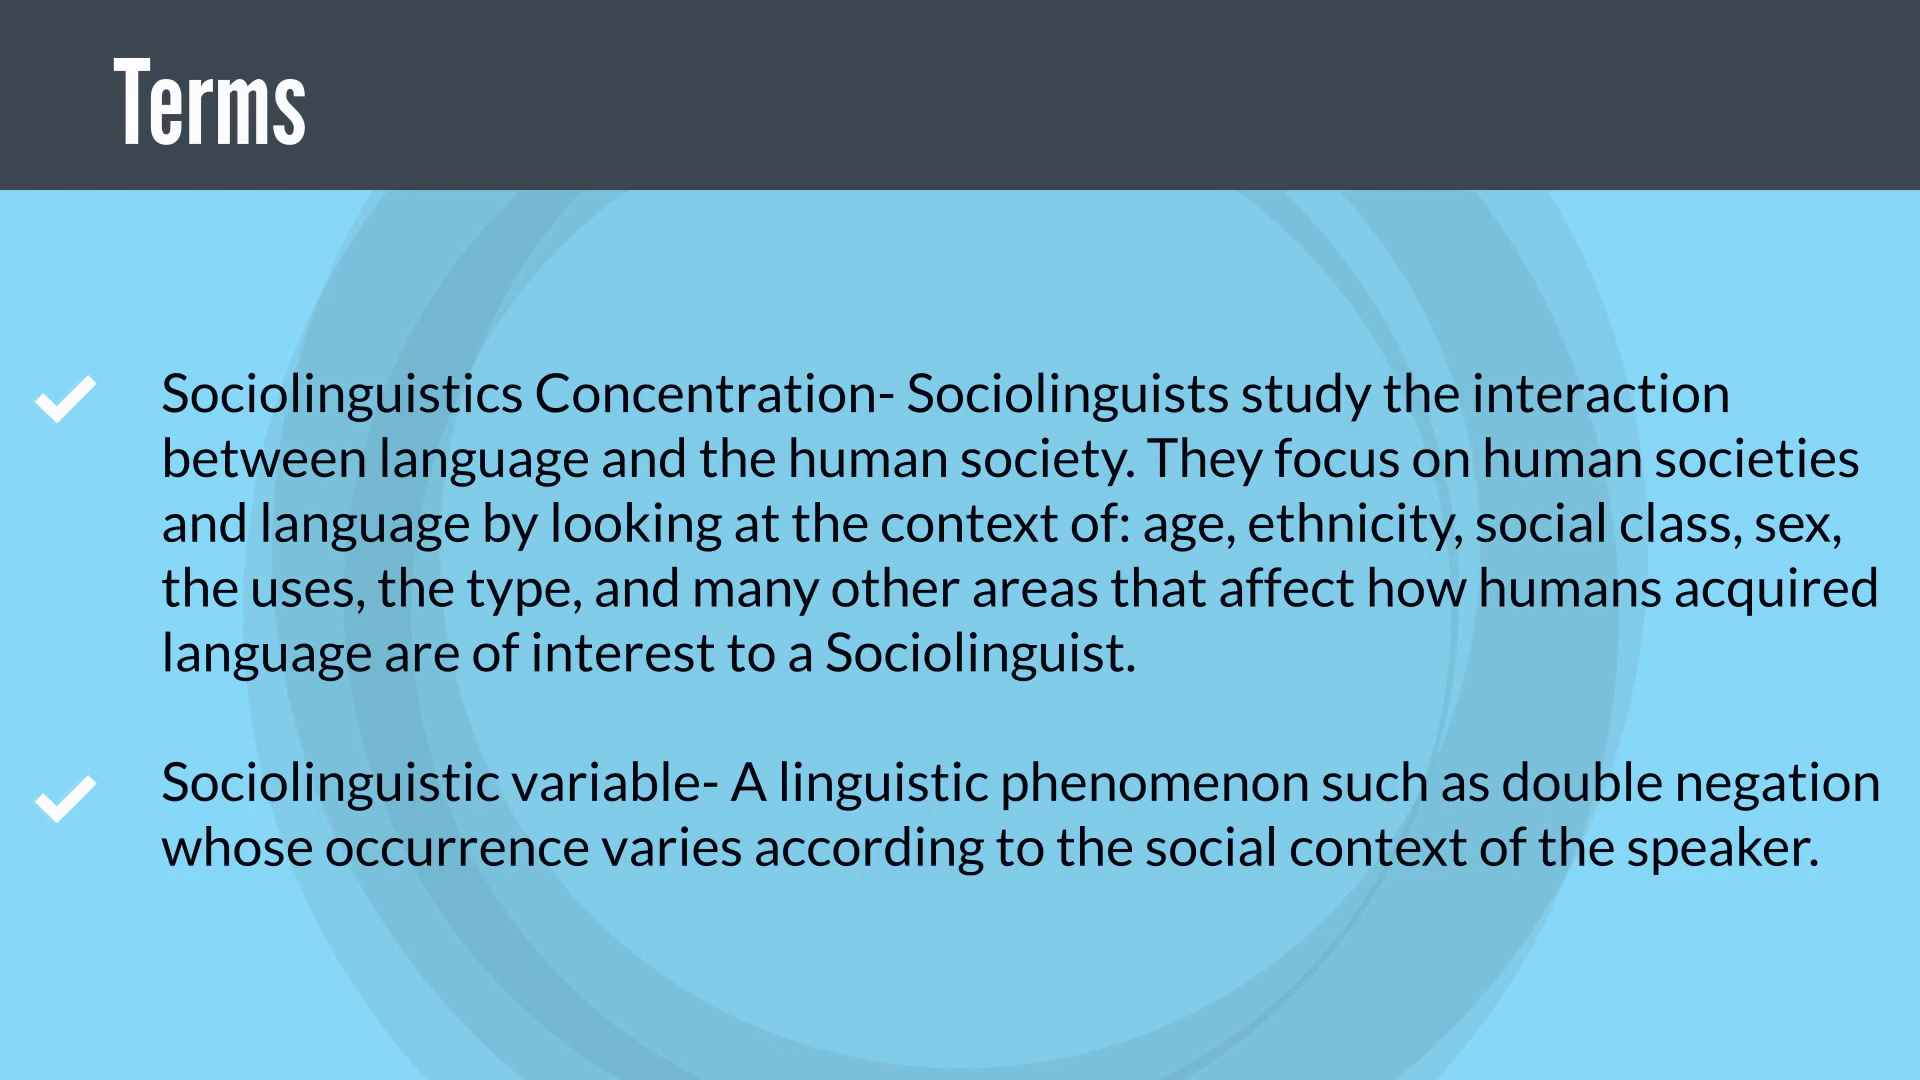 Terms
Sociolinguistics Concentration- Sociolinguists study the interaction
between language and the human society. They focus on human societies
and language by looking at the context of: age, ethnicity, social class, sex,
the uses, the type, and many other areas that affect how humans acquired
language are of interest to a Sociolinguist.
Sociolinguistic variable- A linguistic phenomenon such as double negation
whose occurrence varies according to the social context of the speaker.